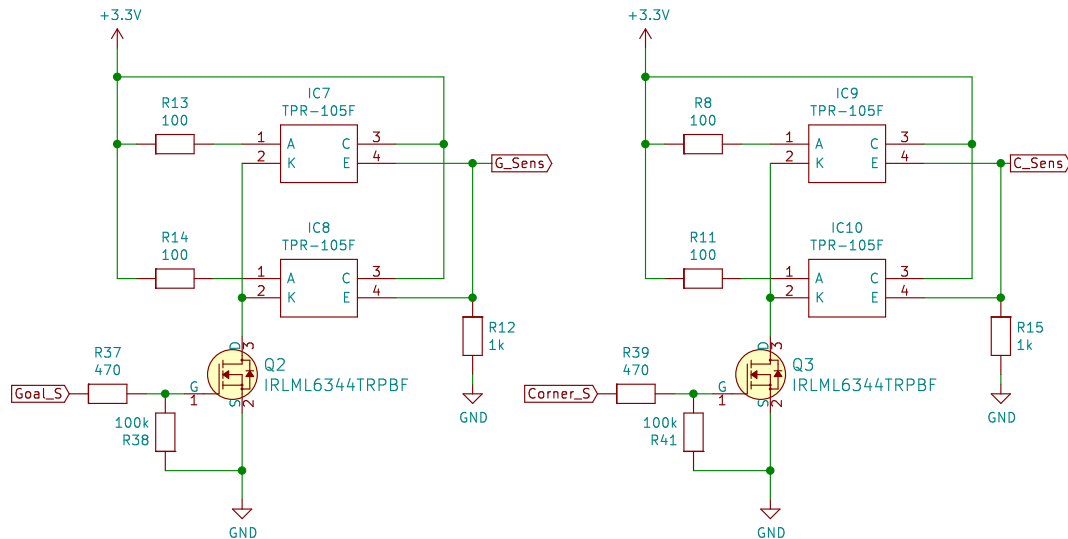 +3.3V
IC7
TPR-105F
R13
100
1
2
A
K
C
E
3
4
G_Sens
IC8
TPR-105F
R14
100
1
2
A
K
C
E
3
4
R12
1k
GND
R37
470
Goal_S
G
1
D
3
S
2
Q2
IRLML6344TRPBF
100k
R38
GND
+3.3V
IC9
TPR-105F
R8
100
1
2
A
K
C
E
3
4
C_Sens
IC10
TPR-105F
R11
100
1
2
A
K
C
E
3
4
R15
1k
GND
R39
470
Corner_S
G
1
D
3
S
2
Q3
IRLML6344TRPBF
100k
R41
GND